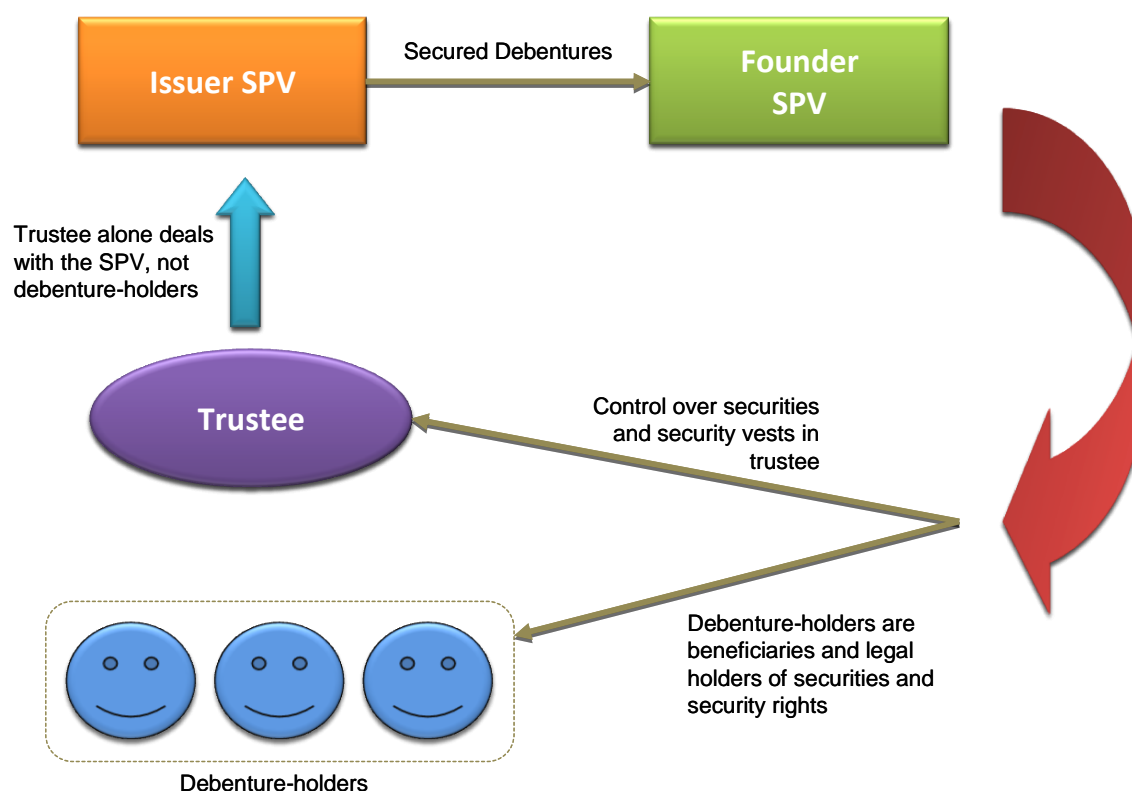 Issuer SPV
Secured Debentures
Founder
SPV
Trustee alone deals
with the SPV, not
debenture-holders
Trustee
Control over securities
and security vests in
trustee
Debenture-holders are
beneficiaries and legal
holders of securities and
security rights
Debenture-holders